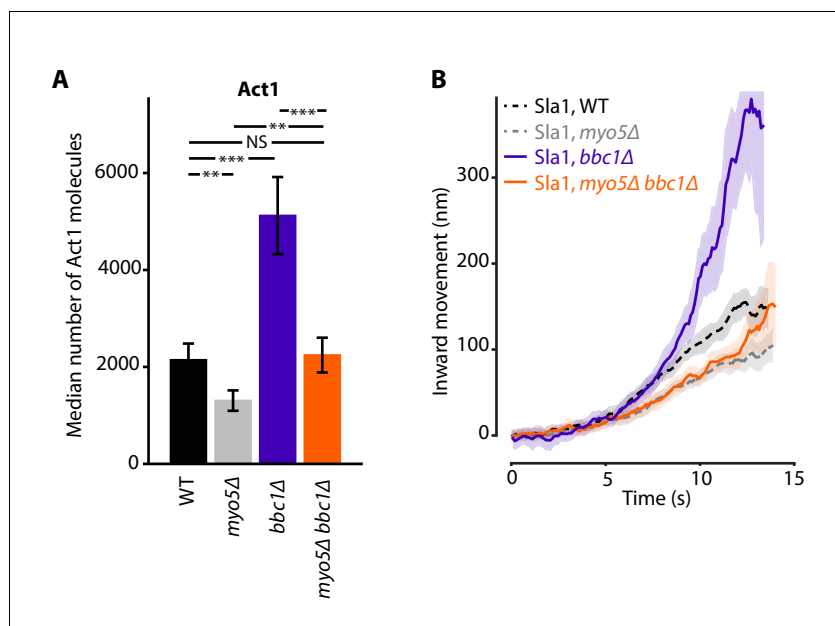 A
Act1
***
**
NS
***
**
Median number of Act1 molecules
6000
4000
2000
0
WT
myo5Δ
bbc1Δ
myo5Δ bbc1Δ
B
Sla1, WT
Sla1, myo5Δ
Sla1, bbc1Δ
Sla1, myo5Δ bbc1Δ
Inward movement (nm)
300
200
100
0
0 5 10 15
Time (s)